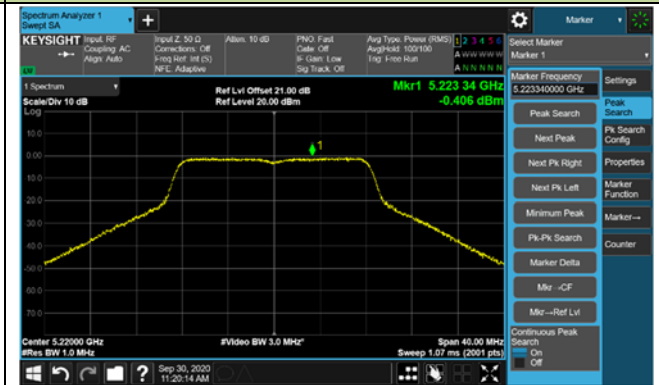 Spectrum Analyzer 1
Swept SA
+
Marker
KEYSIGHT
Input: RF
Coupling: AC
Align: Auto
Input Z: 50 Ω
Corrections: Off
Freq Ref: Int (S)
NFE: Adaptive
Atten: 10 dB
PNO: Fast
Gate: Off
IF Gain: Low
Sig Track: Off
Avg Type: Power (RMS)
Avg|Hold: 100/100
Trig: Free Run
1 2 3 4 5 6
A W W W W W
A N N N N N
Select Marker
Marker 1
1 Spectrum
Scale/Div 10 dB
Log
Ref Lvl Offset 21.00 dB
Ref Level 20.00 dBm
Mkr1 5.223 34 GHz
-0.406 dBm
10.0
0.00
-10.0
-20.0
-30.0
-40.0
-50.0
-60.0
-70.0
1
Center 5.22000 GHz
#Res BW 1.0 MHz
#Video BW 3.0 MHz*
Span 40.00 MHz
Sweep 1.07 ms (2001 pts)
Marker Frequency
5.223340000 GHz
Peak Search
Next Peak
Next Pk Right
Next Pk Left
Minimum Peak
Pk-Pk Search
Marker Delta
Mkr→CF
Mkr→Ref Lvl
Continuous Peak
Search
On
Off
Settings
Peak
Search
Pk Search
Config
Properties
Marker
Function
Marker→
Counter
?
Sep 30, 2020
11:20:14 AM